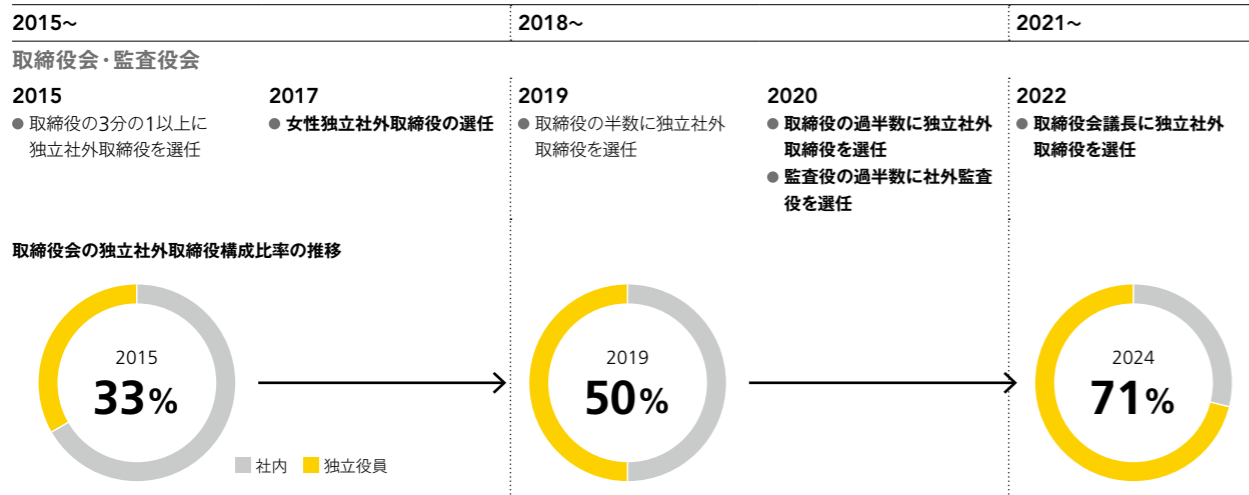 2015~
2018~
2021~
取締役会・監査役会
2015
● 取締役の3分の1以上に
独立社外取締役を選任
2017
● 女性独立社外取締役の選任
2019
● 取締役の半数に独立社外
取締役を選任
2020
● 取締役の過半数に独立社外
取締役を選任
● 監査役の過半数に社外監査
役を選任
2022
● 取締役会議長に独立社外
取締役を選任
取締役会の独立社外取締役構成比率の推移
2015
33%
2019
50%
2024
71%
社内
独立役員